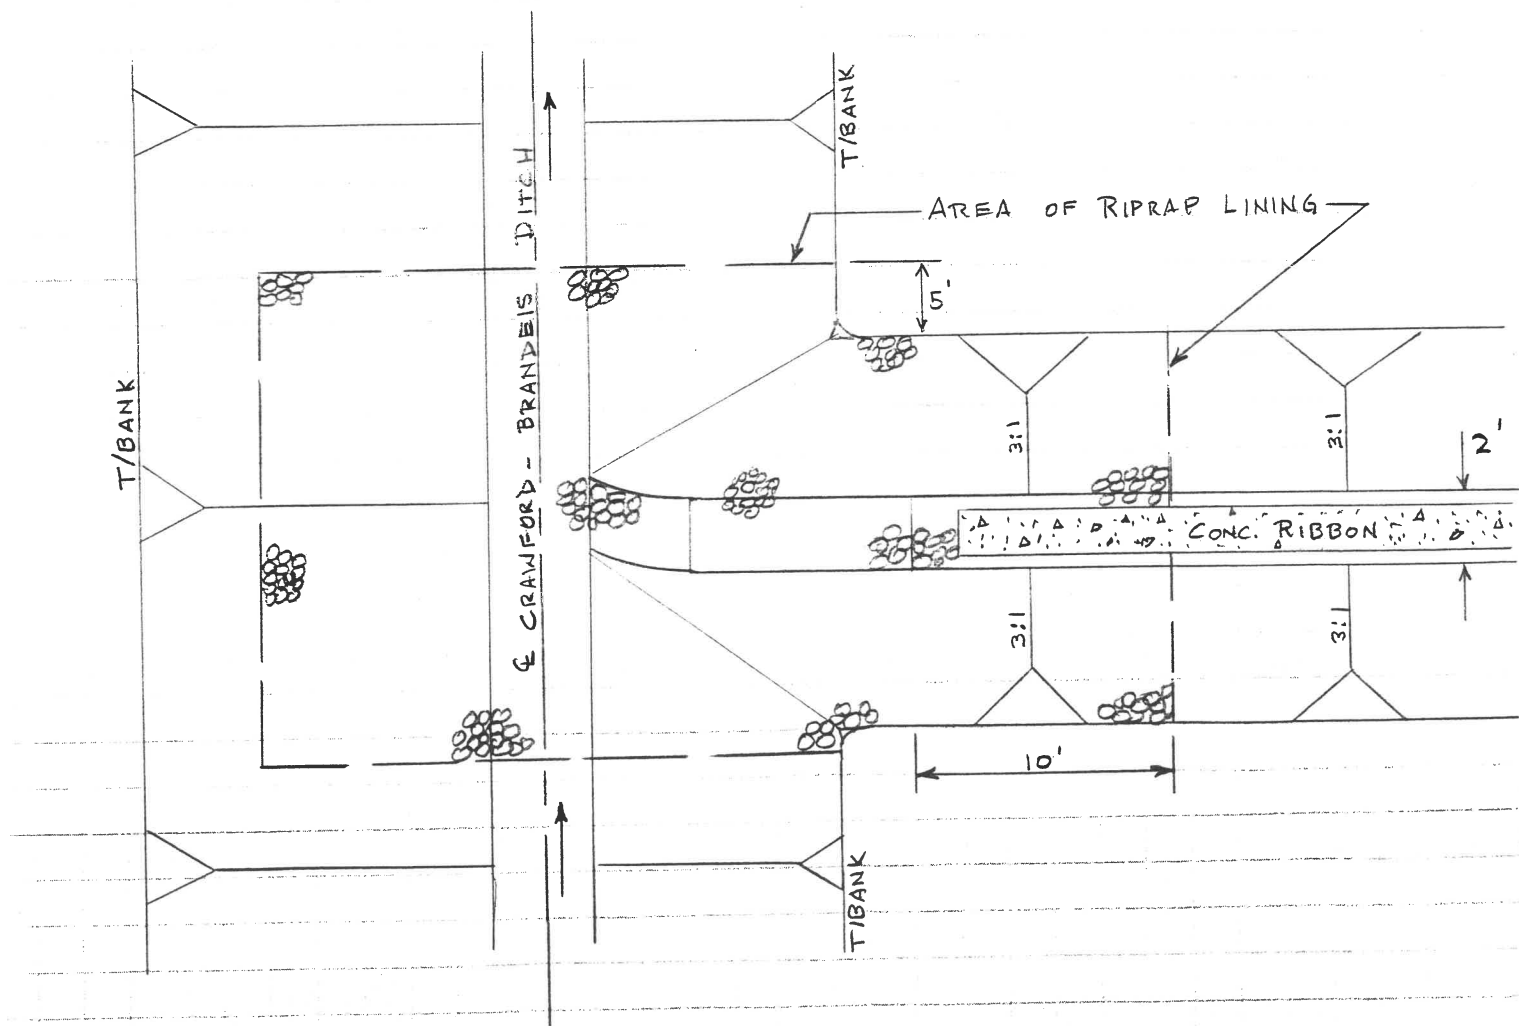 T/BANK
AREA OF RIPRAP LINING
5'
T/BANK
℄ CRAWFORD - BRANDEIS DITCH
3:1
3:1
2'
CONC. RIBBON
3:1
3:1
10'
T/BANK